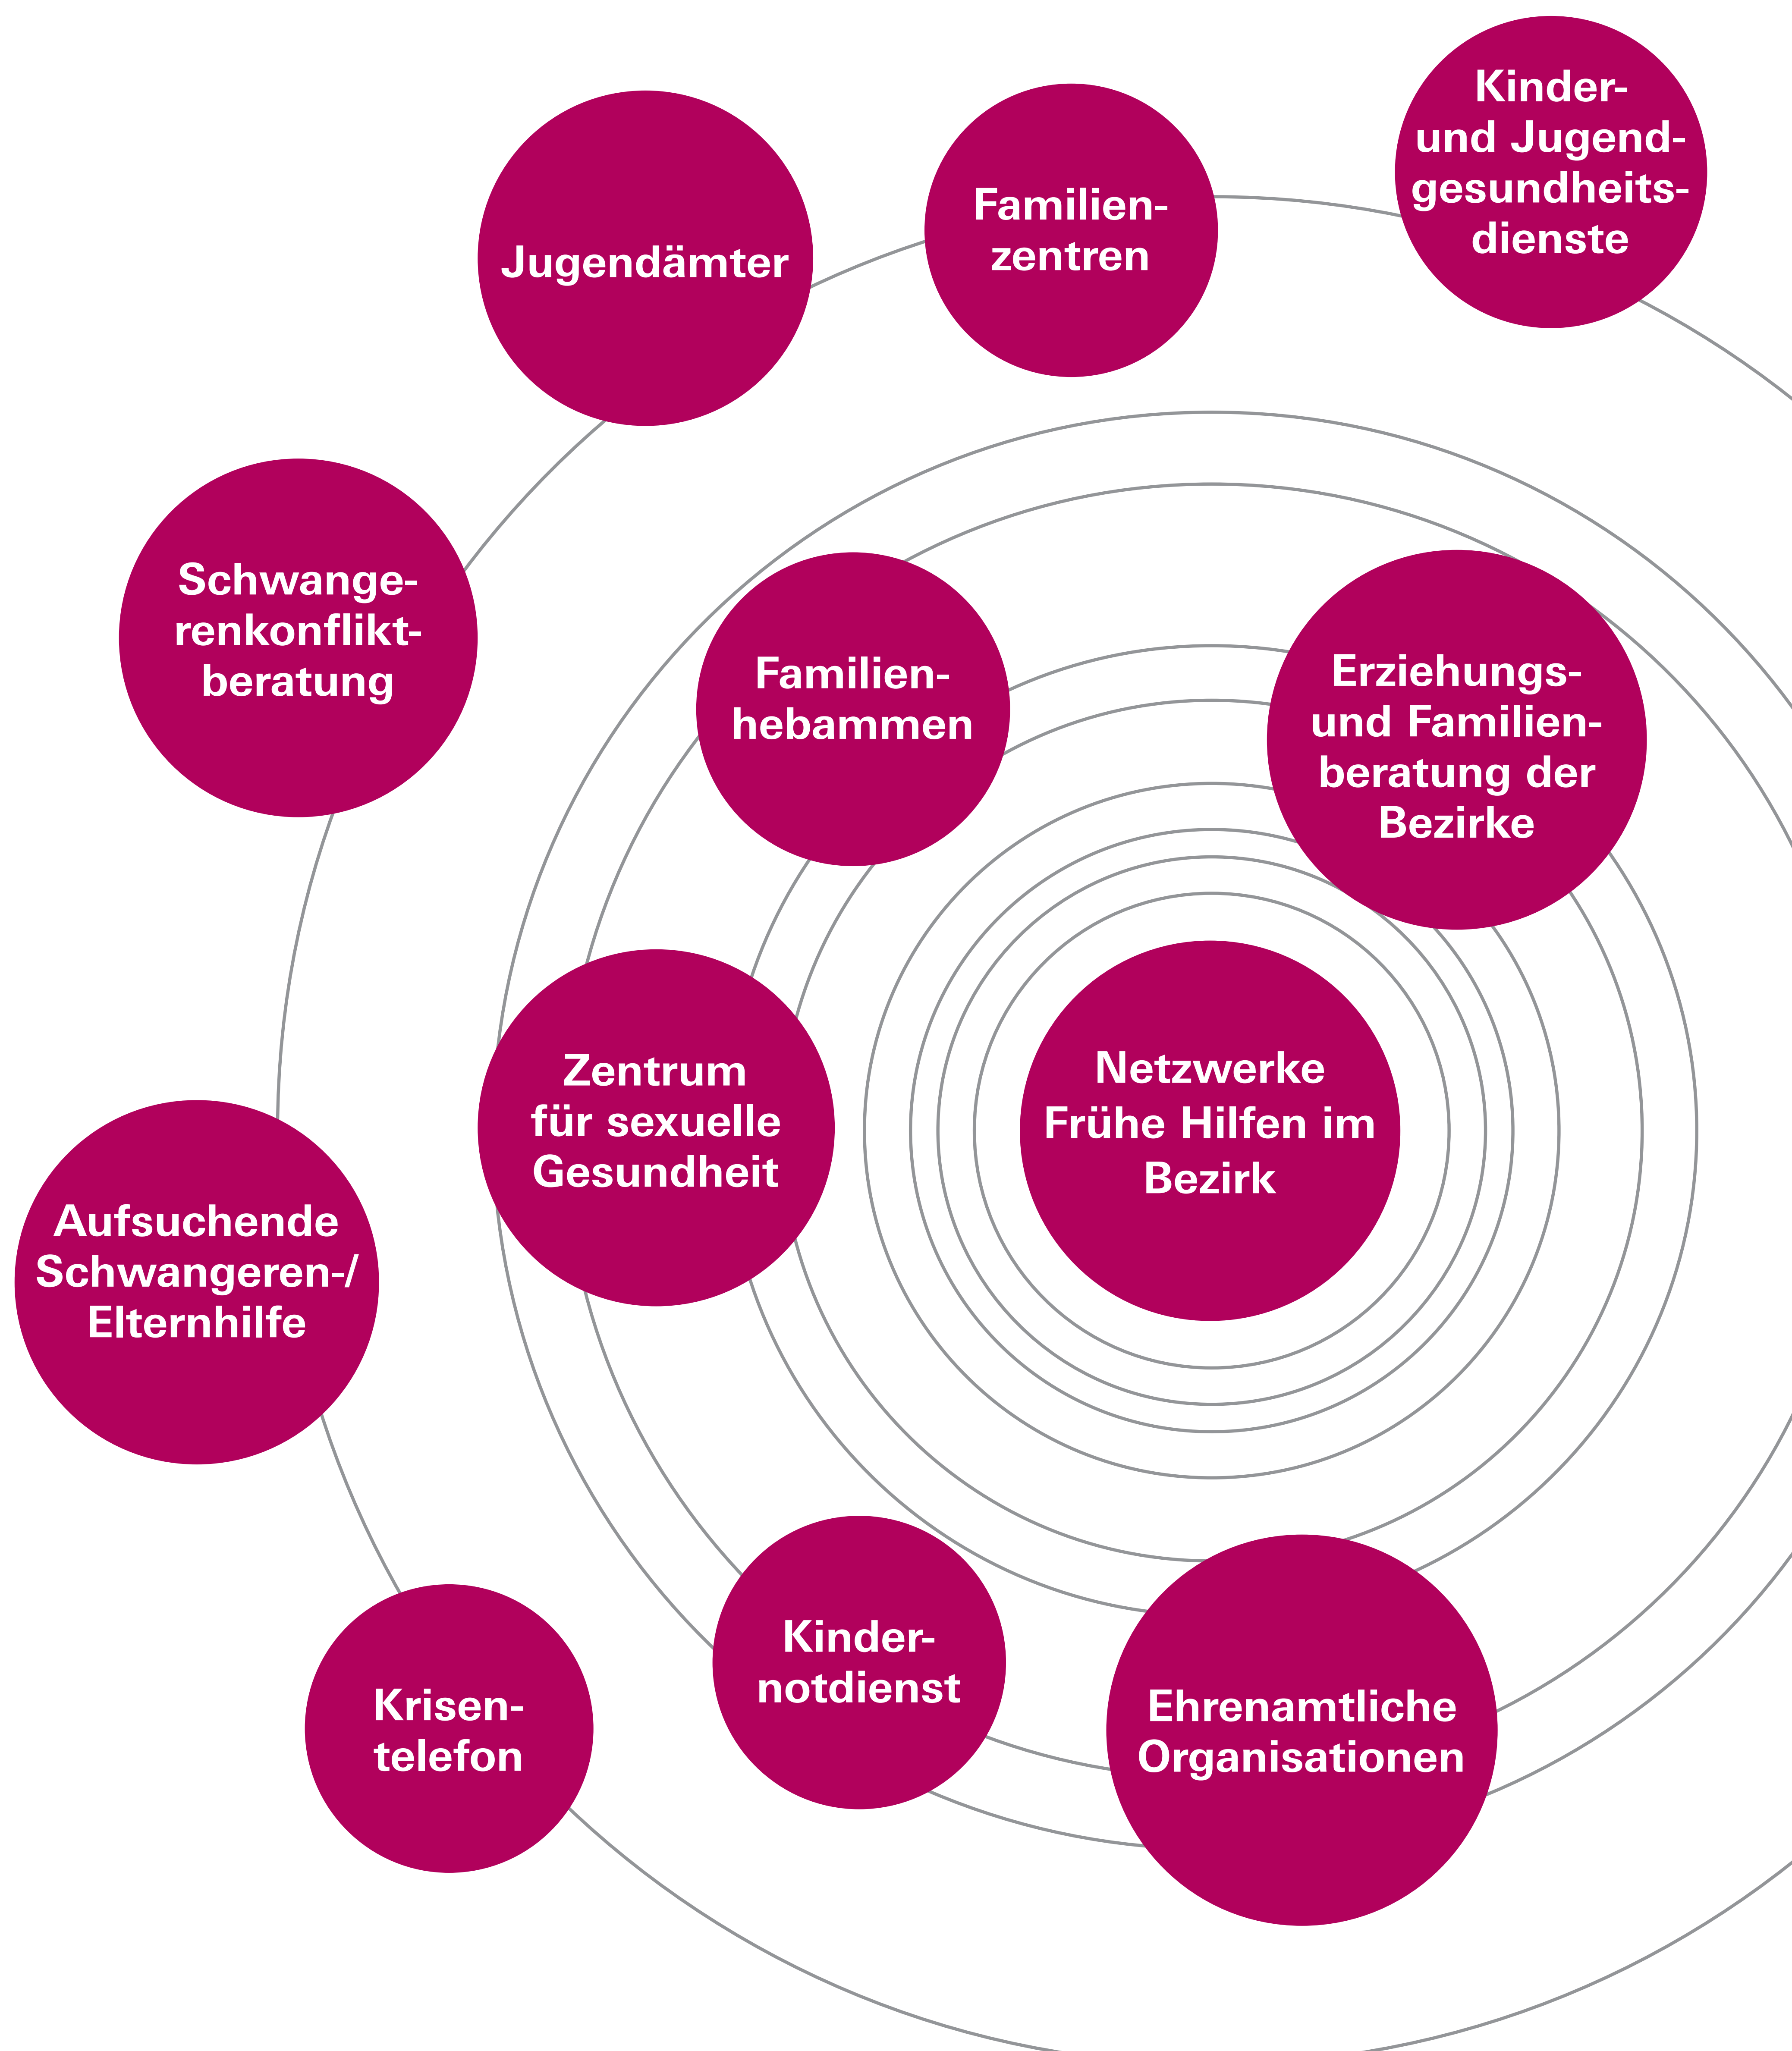 Kinder-
und Jugend-
gesundheits-
dienste
Familien-
zentren
Jugendämter
Schwange-
renkonflikt-
beratung
Familien-
hebammen
Erziehungs-
und Familien-
beratung der
Bezirke
Zentrum
für sexuelle
Gesundheit
Netzwerke
Frühe Hilfen im
Bezirk
Aufsuchende
Schwangeren-/
Elternhilfe
Kinder-
notdienst
Krisen-
telefon
Ehrenamtliche
Organisationen